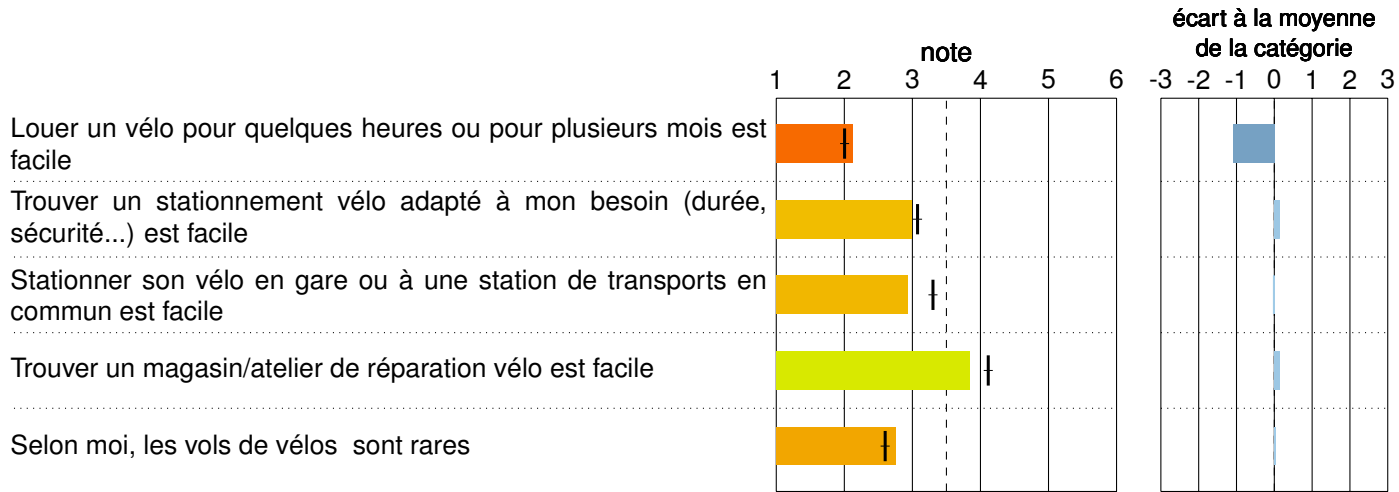 écart à la moyenne
note
de la catégorie
1 2 3 4 5 6 -3 -2 -1 0 1 2 3
Louer un vélo pour quelques heures ou pour plusieurs mois est
facile
Trouver un stationnement vélo adapté à mon besoin (durée,
sécurité...) est facile
Stationner son vélo en gare ou à une station de transports en
commun est facile
Trouver un magasin/atelier de réparation vélo est facile
Selon moi, les vols de vélos sont rares